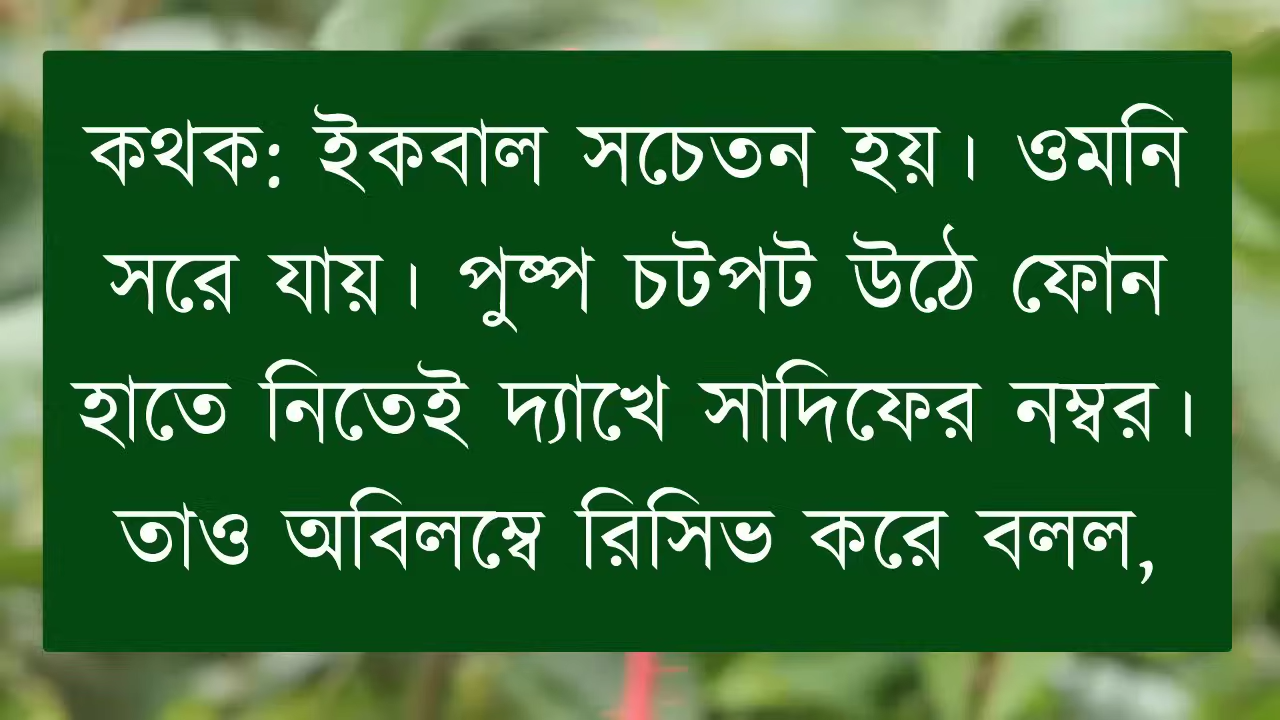 কথক: ইকবাল সচেতন হয়। ওমনি
সরে যায়। পুষ্প চটপট উঠে ফোন
হাতে নিতেই দ্যাখে সাদিফের নম্বর।
তাও অবিলম্বে রিসিভ করে বলল,